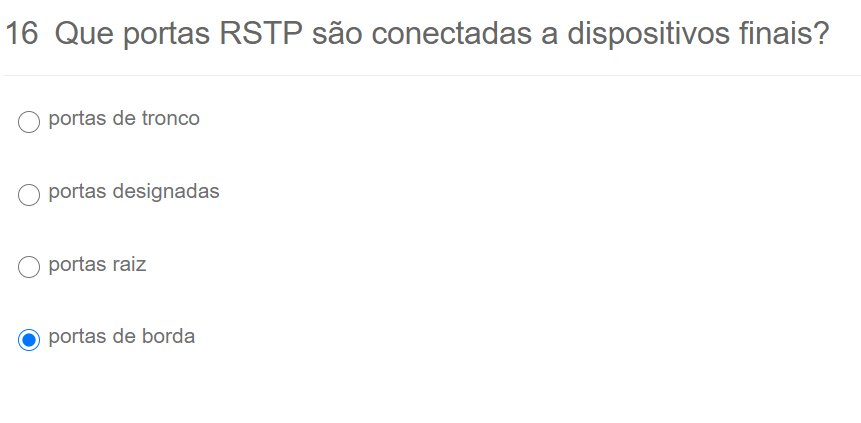 16 Que portas RSTP são conectadas a dispositivos finais?
portas de tronco
portas designadas
portas raiz
portas de borda